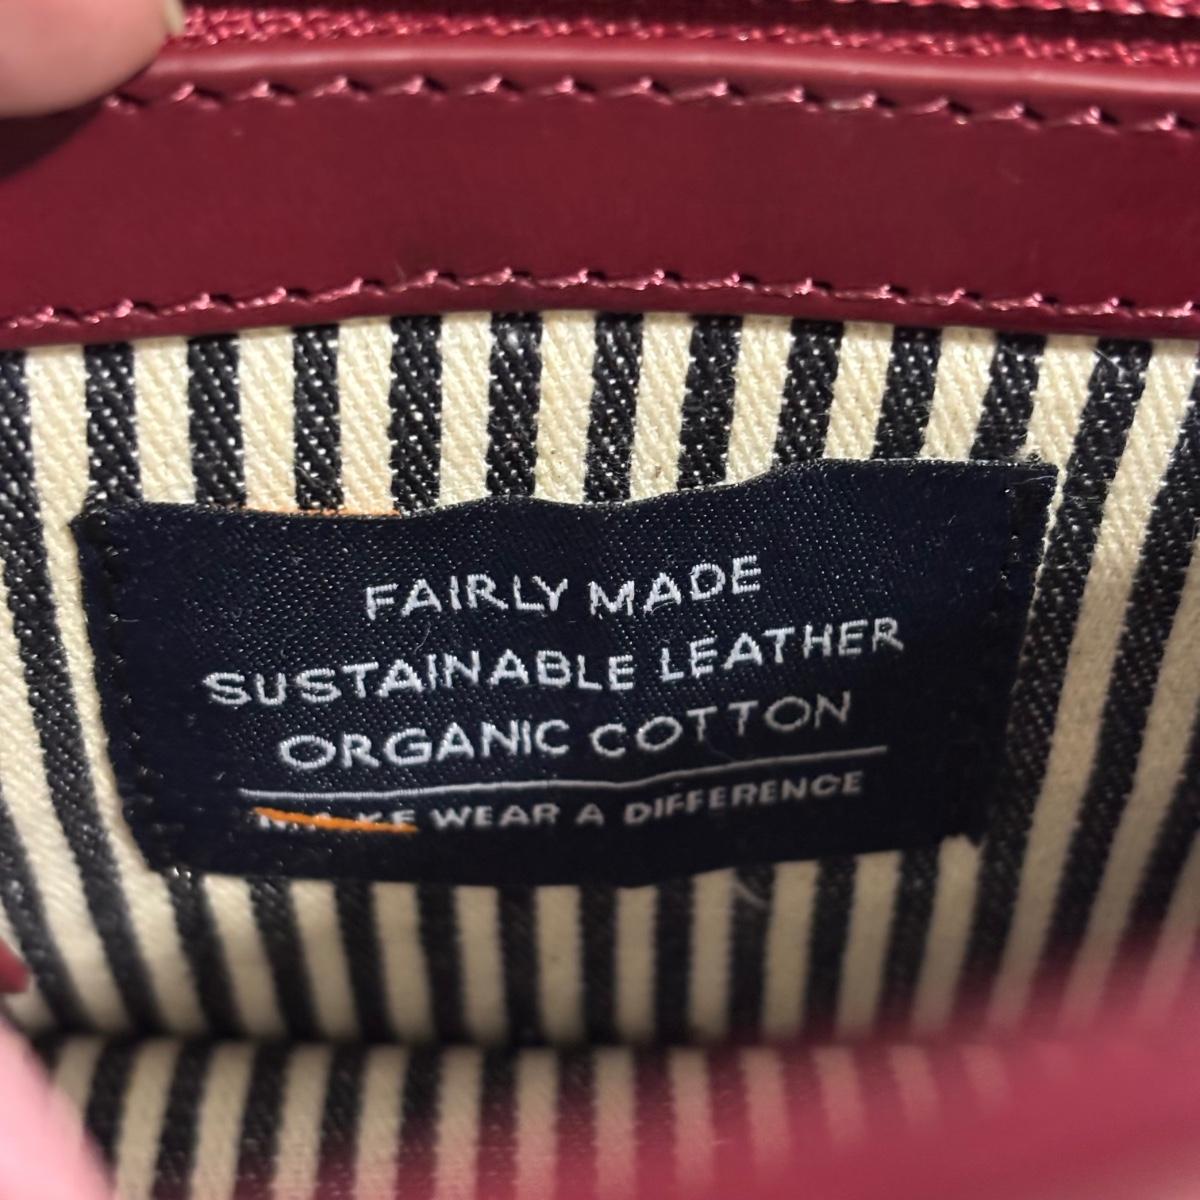 FAIRLY MADE
SUSTAINABLE LEATHER
ORGANIC COTTON
MAKE WEAR A DIFFERENCE